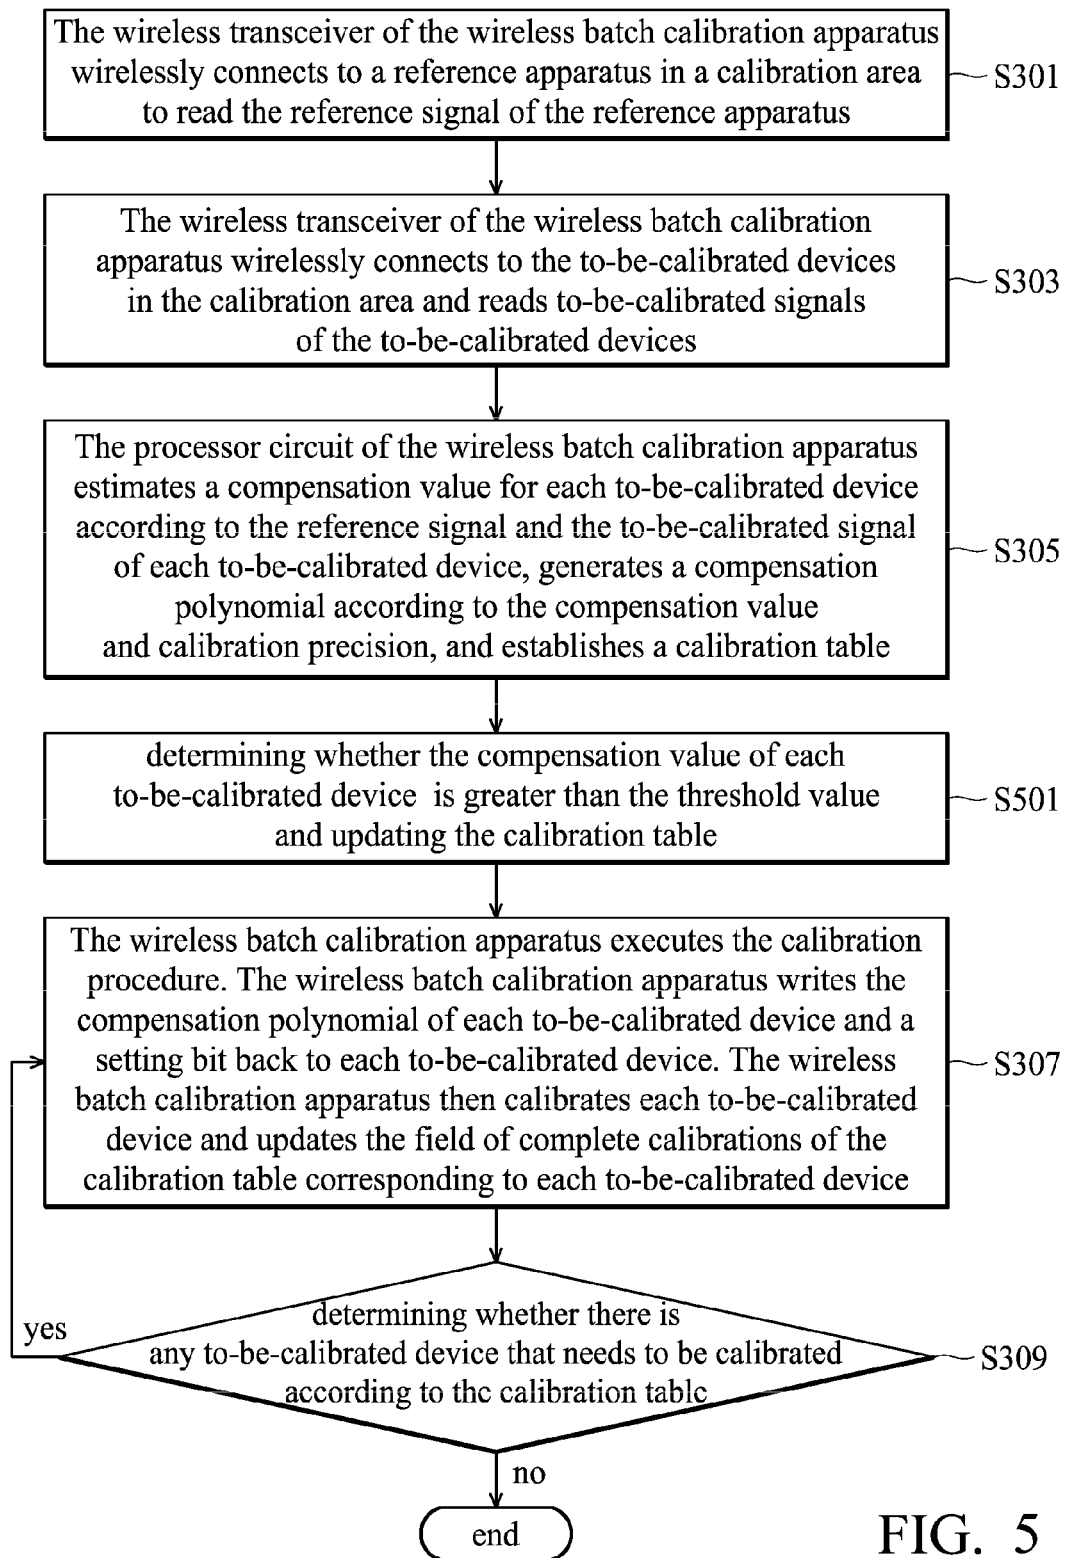 The wireless transceiver of the wireless batch calibration apparatus
wirelessly connects to a reference apparatus in a calibration area
to read the reference signal of the reference apparatus
S301
The wireless transceiver of the wireless batch calibration
apparatus wirelessly connects to the to-be-calibrated devices
in the calibration area and reads to-be-calibrated signals
of the to-be-calibrated devices
S303
The processor circuit of the wireless batch calibration apparatus
estimates a compensation value for each to-be-calibrated device
according to the reference signal and the to-be-calibrated signal
of each to-be-calibrated device, generates a compensation
polynomial according to the compensation value
and calibration precision, and establishes a calibration table
S305
determining whether the compensation value of each
to-be-calibrated device is greater than the threshold value
and updating the calibration table
S501
The wireless batch calibration apparatus executes the calibration
procedure. The wireless batch calibration apparatus writes the
compensation polynomial of each to-be-calibrated device and a
setting bit back to each to-be-calibrated device. The wireless
batch calibration apparatus then calibrates each to-be-calibrated
device and updates the field of complete calibrations of the
calibration table corresponding to each to-be-calibrated device
S307
determining whether there is
any to-be-calibrated device that needs to be calibrated
according to the calibration table
S309
yes
no
end
FIG. 5